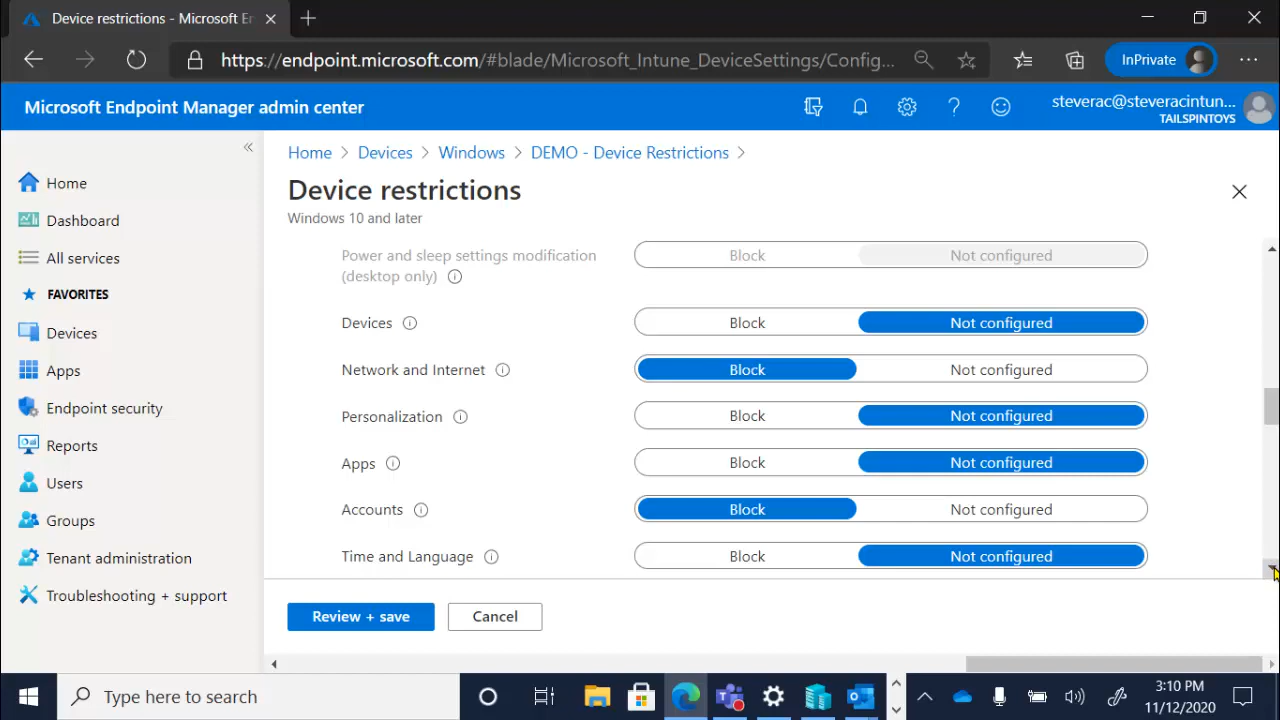 Device restrictions - Microsoft Er
https://endpoint.microsoft.com/#blade/Microsoft_Intune_DeviceSettings/Config...
InPrivate
Microsoft Endpoint Manager admin center
steverac@steveracintun...
TAILSPINTOYS
Home > Devices > Windows > DEMO - Device Restrictions >
Device restrictions
Windows 10 and later
Home
Dashboard
All services
FAVORITES
Devices
Apps
Endpoint security
Reports
Users
Groups
Tenant administration
Troubleshooting + support
Power and sleep settings modification
(desktop only)
Block Not configured
Devices Block Not configured
Network and Internet Block Not configured
Personalization Block Not configured
Apps Block Not configured
Accounts Block Not configured
Time and Language Block Not configured
Review + save Cancel
Type here to search
3:10 PM
11/12/2020